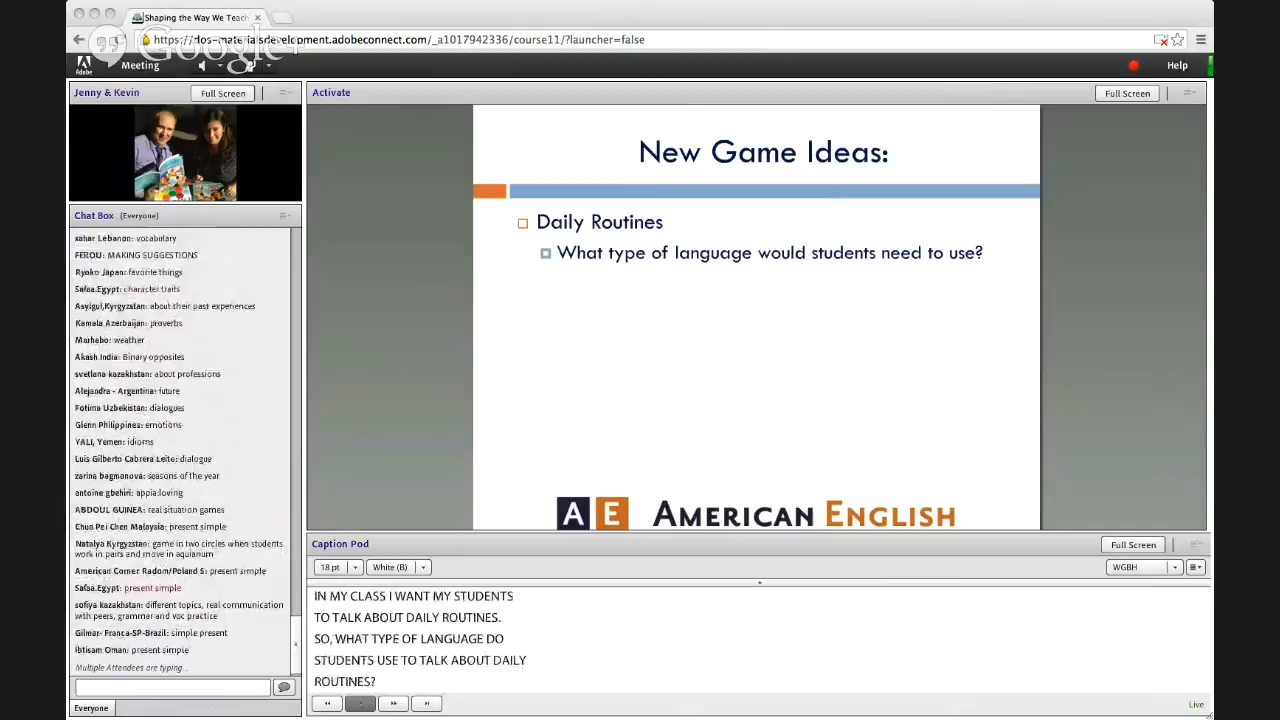 Shaping the Way We Teach
Google+
https://dos-materialsdevelopment.adobeconnect.com/_a1017942336/course11/?launcher=false
Adobe
Meeting
Help
Jenny & Kevin
Full Screen
Chat Box (Everyone)
sahar Lebanon: vocabulary
FEROU: MAKING SUGGESTIONS
Ryoko Japan: favorite things
Safaa.Egypt: character traits
Asylgul,Kyrgyzstan: about their past experiences
Kamala Azerbaijan: proverbs
Marhabo: weather
Akash India: Binary opposites
svetlana kazakhstan: about professions
Alejandra - Argentina: future
Fotima Uzbekistan: dialogues
Glenn Philippines: emotions
YALI, Yemen: idioms
Luis Gilberto Cabrera Leite: dialogue
zarina bagmanova: seasons of the year
antoine gbehiri: appia:loving
ABDOUL GUINEA: real situation games
Chua Pei Chen Malaysia: present simple
Natalya Kyrgyzstan: game in two circles when students
work in pairs and move in aquarium
American Corner Radom/Poland 5: present simple
Safaa.Egypt: present simple
sofiya kazakhstan: different topics, real communication
with peers, grammar and voc practice
Gilmar- Franca-SP-Brazil: simple present
ibtisam Oman: present simple
Multiple Attendees are typing...
Everyone
Activate
Full Screen
New Game Ideas:
Daily Routines
What type of language would students need to use?
AE AMERICAN ENGLISH
Caption Pod
Full Screen
18 pt
White (B)
WGBH
IN MY CLASS I WANT MY STUDENTS
TO TALK ABOUT DAILY ROUTINES.
SO, WHAT TYPE OF LANGUAGE DO
STUDENTS USE TO TALK ABOUT DAILY
ROUTINES?
Live